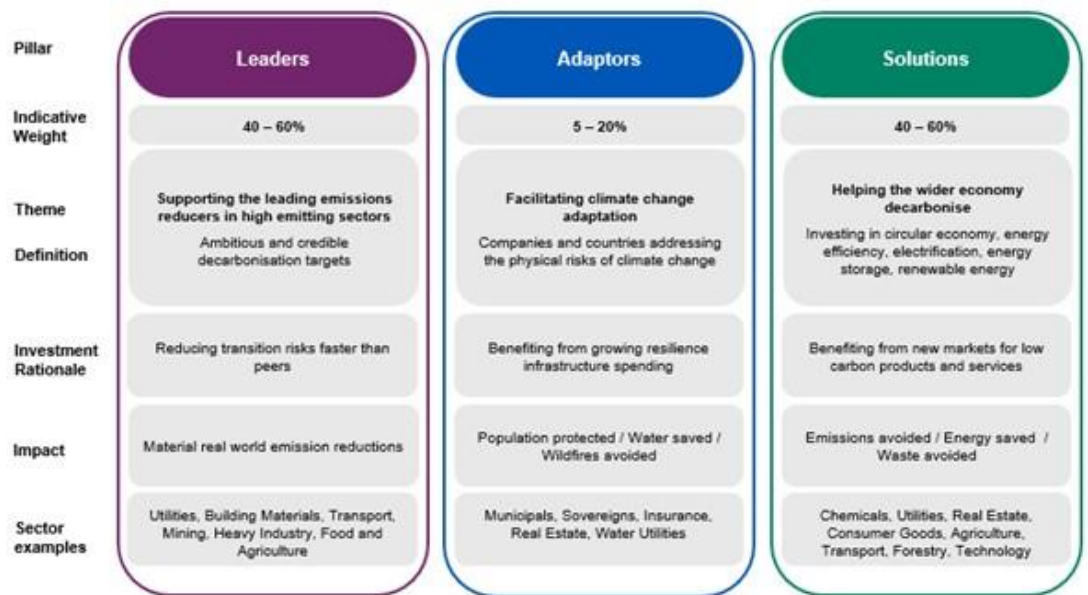 Pillar
Leaders
Adaptors
Solutions
Indicative
Weight
40 – 60%
5 – 20%
40 – 60%
Theme
Definition
Supporting the leading emissions
reducers in high emitting sectors
Ambitious and credible
decarbonisation targets
Facilitating climate change
adaptation
Companies and countries addressing
the physical risks of climate change
Helping the wider economy
decarbonise
Investing in circular economy, energy
efficiency, electrification, energy
storage, renewable energy
Investment
Rationale
Reducing transition risks faster than
peers
Benefiting from growing resilience
infrastructure spending
Benefiting from new markets for low
carbon products and services
Impact
Material real world emission reductions
Population protected / Water saved /
Wildfires avoided
Emissions avoided / Energy saved /
Waste avoided
Sector
examples
Utilities, Building Materials, Transport,
Mining, Heavy Industry, Food and
Agriculture
Municipals, Sovereigns, Insurance,
Real Estate, Water Utilities
Chemicals, Utilities, Real Estate,
Consumer Goods, Agriculture,
Transport, Forestry, Technology